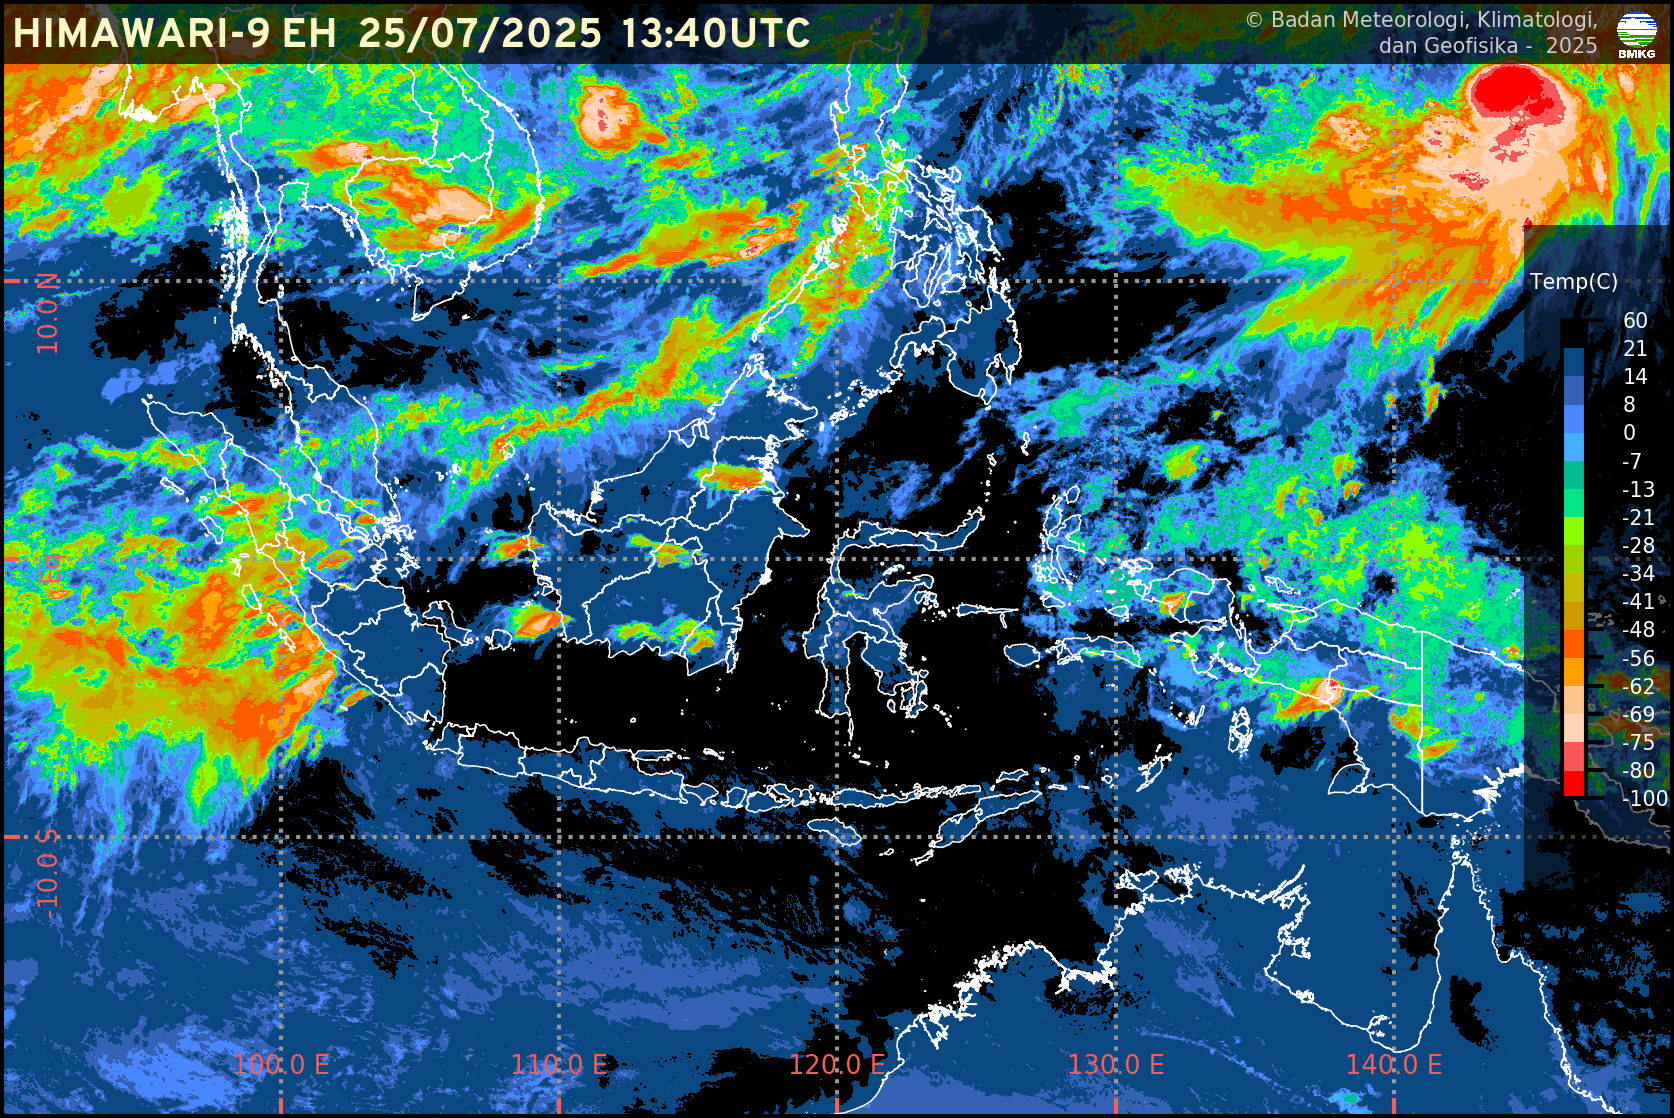 HIMAWARI-9 EH 25/07/2025 13:40UTC
© Badan Meteorologi, Klimatologi,
dan Geofisika - 2025
BMKG
Temp(C)
60
21
14
8
0
-7
-13
-21
-28
-34
-41
-48
-56
-62
-69
-75
-80
-100
10.0 N
Eq
-10.0 S
100.0 E
110.0 E
120.0 E
130.0 E
140.0 E